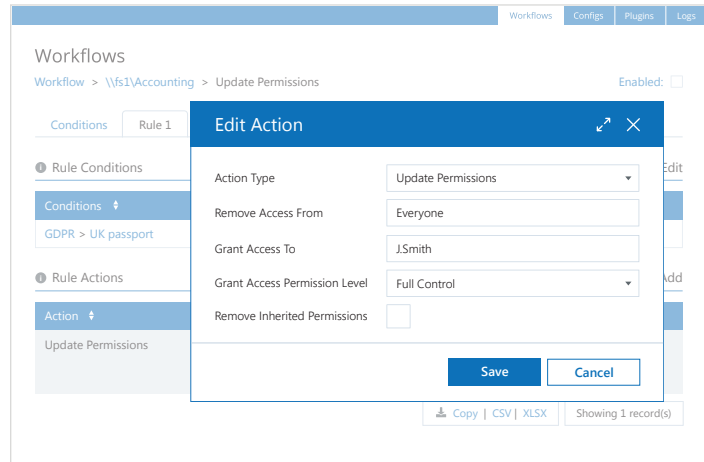 Workflows Configs Plugins Logs
Workflows
Workflow > \\fs1\Accounting > Update Permissions Enabled:
Conditions Rule 1
Edit Action
Rule Conditions Edit
Action Type Update Permissions
Conditions
Remove Access From Everyone
GDPR > UK passport
Grant Access To J.Smith
Rule Actions Add
Grant Access Permission Level Full Control
Action
Remove Inherited Permissions
Update Permissions
Save Cancel
Copy | CSV | XLSX Showing 1 record(s)